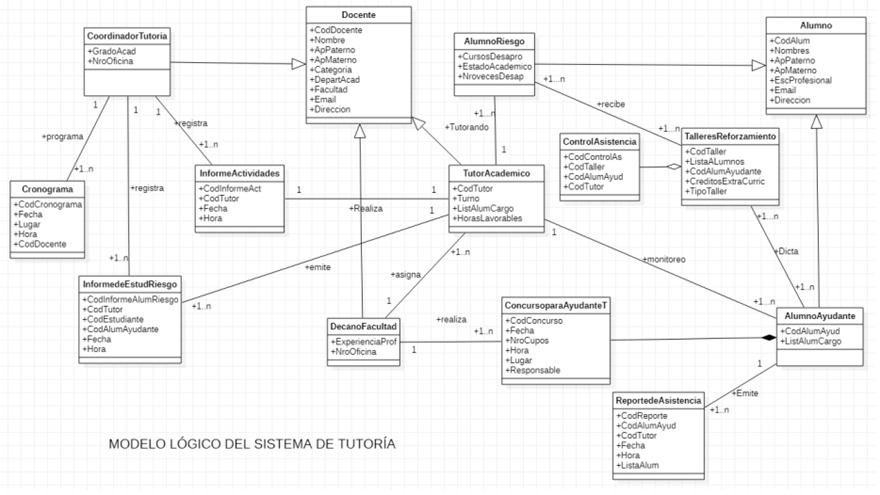 CoordinadorTutoria
+GradoAcad
+NroOficina
Docente
+CodDocente
+Nombre
+ApPaterno
+ApMaterno
+Categoria
+DepartAcad
+Facultad
+Email
+Direccion
AlumnoRiesgo
+CursosDesapro
+EstadoAcademico
+NrovecesDesap
Alumno
+CodAlum
+Nombres
+ApPaterno
+ApMaterno
+EscProfesional
+Email
+Direccion
1
1
1
+programa
+1..n
+registra
+1..n
+registra
+1..n
+Tutorando
+1..n
1
+1..n
+recibe
+1..n
ControlAsistencia
+CodControlAs
+CodTaller
+CodAlumAyud
+CodTutor
TalleresReforzamiento
+CodTaller
+ListaALumnos
+CodAlumAyudante
+CreditosExtraCurric
+TipoTaller
Cronograma
+CodCronograma
+Fecha
+Lugar
+Hora
+CodDocente
InformeActividades
+CodInformeAct
+CodTutor
+Fecha
+Hora
1
1
+Realiza
TutorAcademico
+CodTutor
+Turno
+ListAlumCargo
+HorasLavorables
1
+emite
+1..n
+1..n
+asigna
1
1
+monitoreo
+1..n
+1..n
+Dicta
+1..n
InformedeEstudRiesgo
+CodInformeAlumRiesgo
+CodTutor
+CodEstudiante
+CodAlumAyudante
+Fecha
+Hora
DecanoFacultad
+ExperienciaProf
+NroOficina
1
+realiza
+1..n
ConcursoparaAyudanteT
+CodConcurso
+Fecha
+NroCupos
+Hora
+Lugar
+Responsable
AlumnoAyudante
+CodAlumAyud
+ListAlumCargo
1
+Emite
+1..n
ReportedeAsistencia
+CodReporte
+CodAlumAyud
+CodTutor
+Fecha
+Hora
+ListaAlum
MODELO LÓGICO DEL SISTEMA DE TUTORÍA